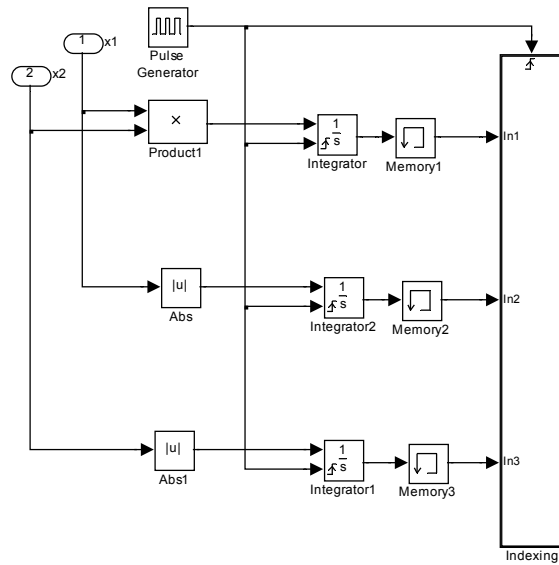 1
x1
Pulse
Generator
2
x2
×
Product1
1
s
Integrator
Memory1
In1
|u|
Abs
1
s
Integrator2
Memory2
In2
|u|
Abs1
1
s
Integrator1
Memory3
In3
Indexing